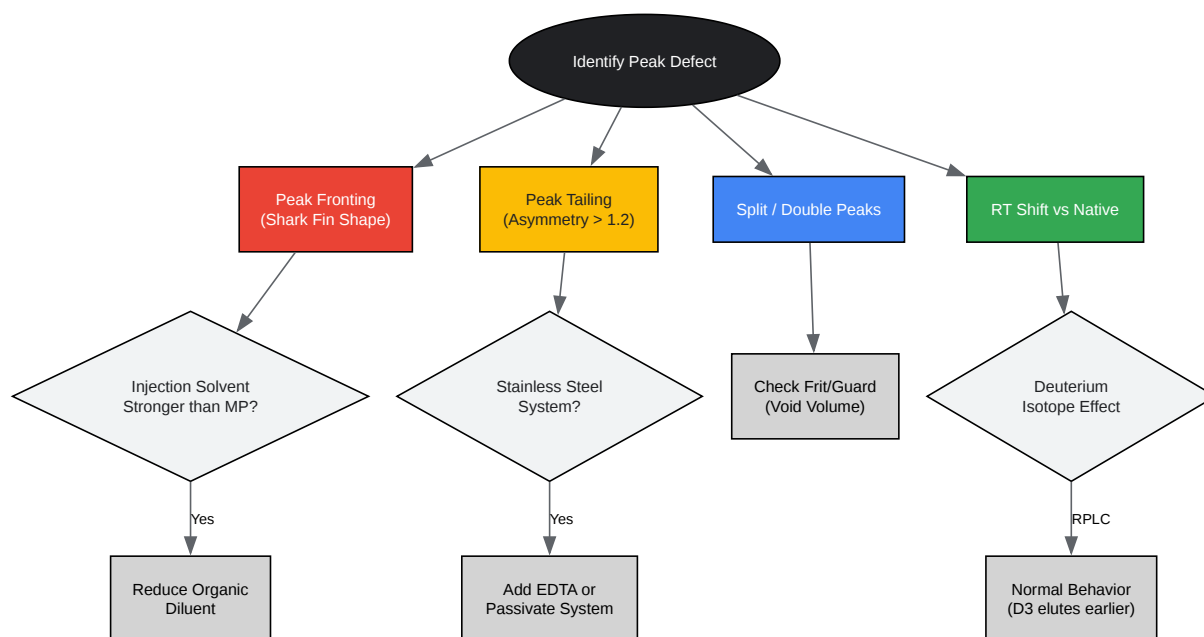 Identify Peak Defect
Peak Fronting
(Shark Fin Shape)
Peak Tailing
(Asymmetry > 1.2)
Split / Double Peaks
RT Shift vs Native
Injection Solvent
Stronger than MP?
Stainless Steel
System?
Check Frit/Guard
(Void Volume)
Deuterium
Isotope Effect
Yes
Yes
RPLC
Reduce Organic
Diluent
Add EDTA or
Passivate System
Normal Behavior
(D3 elutes earlier)